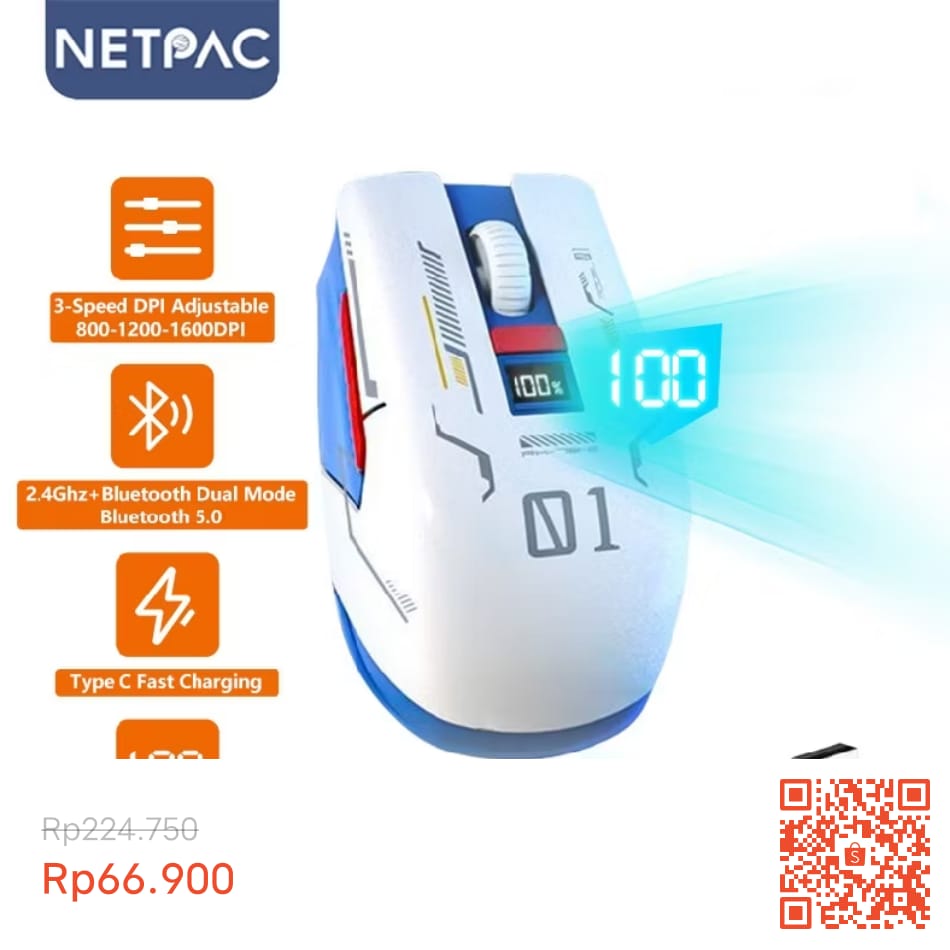 NETPAC
3-Speed DPI Adjustable
800-1200-1600DPI
100%
100
2.4Ghz+Bluetooth Dual Mode
Bluetooth 5.0
01
Type C Fast Charging
Rp224.750
Rp66.900